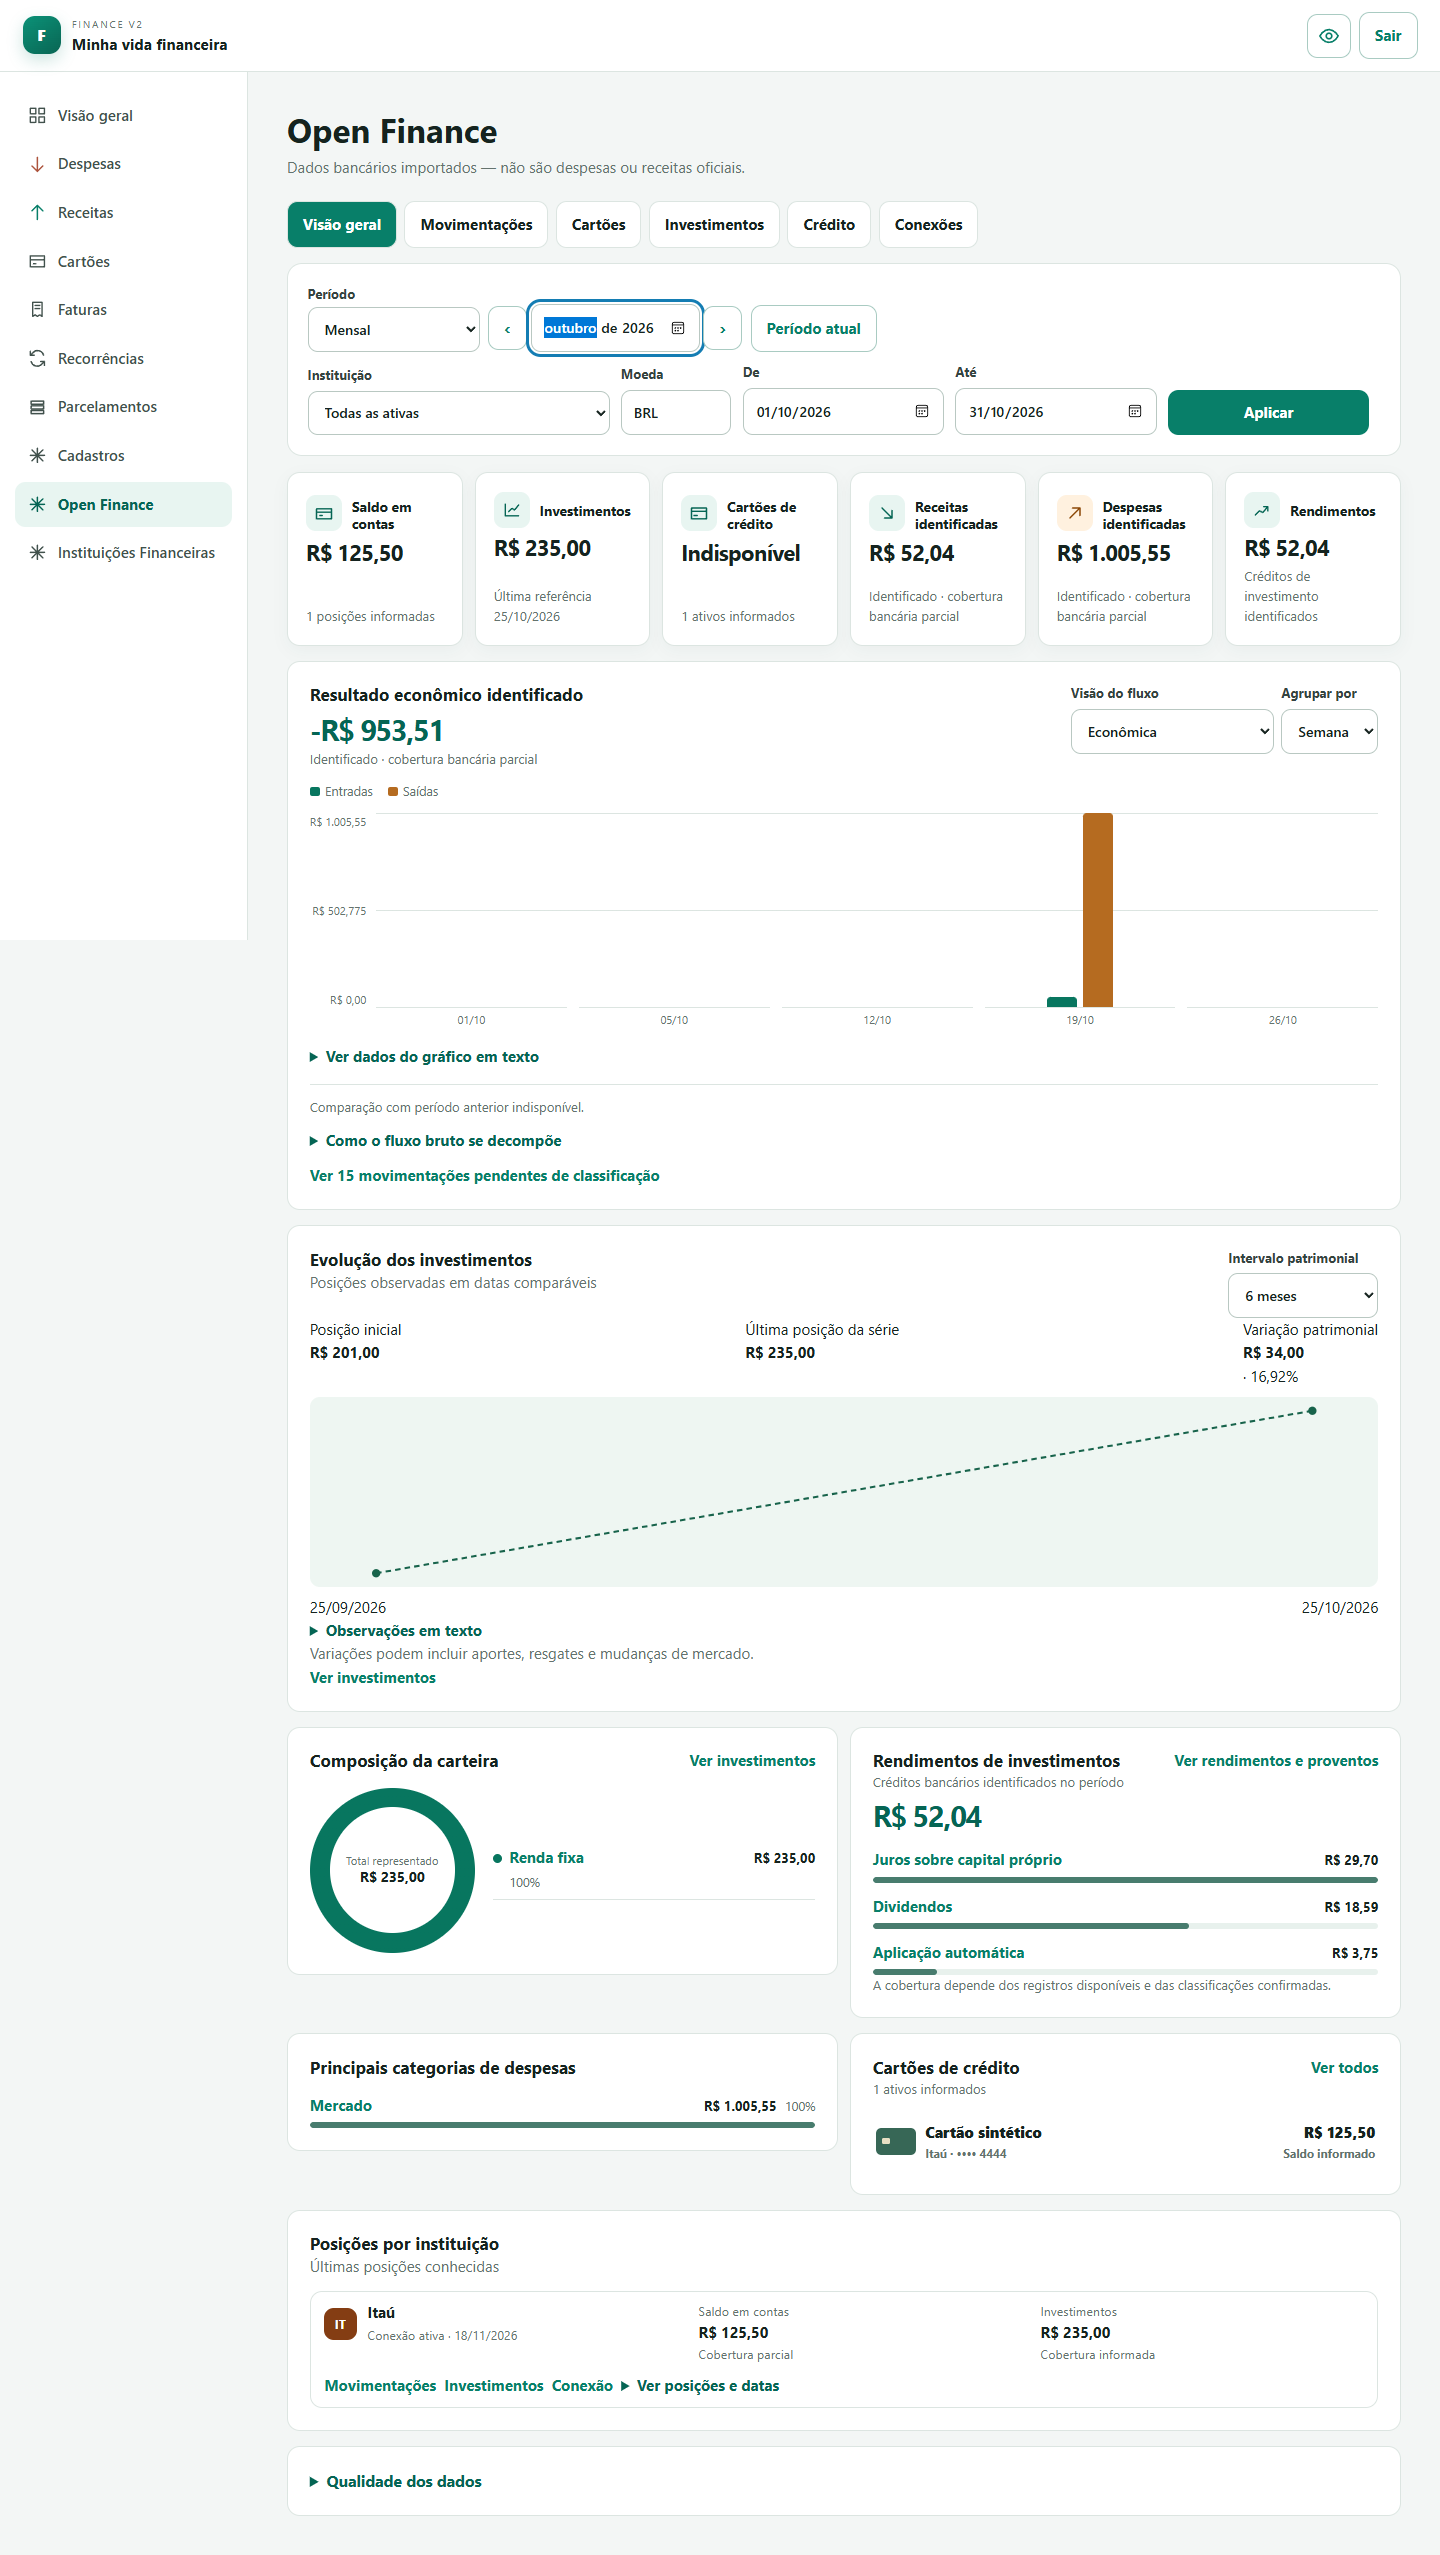 F
FINANCE V2
Minha vida financeira
Sair
Visão geral
Despesas
Receitas
Cartões
Faturas
Recorrências
Parcelamentos
Cadastros
Open Finance
Instituições Financeiras
Open Finance
Dados bancários importados — não são despesas ou receitas oficiais.
Visão geral
Movimentações
Cartões
Investimentos
Crédito
Conexões
Período
Mensal
‹
outubro de 2026
›
Período atual
Instituição
Moeda
De
Até
Todas as ativas
BRL
01/10/2026
31/10/2026
Aplicar
Saldo em contas
R$ 125,50
1 posições informadas
Investimentos
R$ 235,00
Última referência
25/10/2026
Cartões de crédito
Indisponível
1 ativos informados
Receitas identificadas
R$ 52,04
Identificado · cobertura
bancária parcial
Despesas identificadas
R$ 1.005,55
Identificado · cobertura
bancária parcial
Rendimentos
R$ 52,04
Créditos de
investimento
identificados
Resultado econômico identificado
-R$ 953,51
Identificado · cobertura bancária parcial
Visão do fluxo
Econômica
Agrupar por
Semana
Entradas
Saídas
R$ 1.005,55
R$ 502,775
R$ 0,00
01/10
05/10
12/10
19/10
26/10
Ver dados do gráfico em texto
Comparação com período anterior indisponível.
Como o fluxo bruto se decompõe
Ver 15 movimentações pendentes de classificação
Evolução dos investimentos
Posições observadas em datas comparáveis
Intervalo patrimonial
6 meses
Posição inicial
R$ 201,00
Última posição da série
R$ 235,00
Variação patrimonial
R$ 34,00
· 16,92%
25/09/2026
25/10/2026
Observações em texto
Variações podem incluir aportes, resgates e mudanças de mercado.
Ver investimentos
Composição da carteira
Ver investimentos
Total representado
R$ 235,00
Renda fixa
R$ 235,00
100%
Rendimentos de investimentos
Ver rendimentos e proventos
Créditos bancários identificados no período
R$ 52,04
Juros sobre capital próprio
R$ 29,70
Dividendos
R$ 18,59
Aplicação automática
R$ 3,75
A cobertura depende dos registros disponíveis e das classificações confirmadas.
Principais categorias de despesas
Mercado
R$ 1.005,55 100%
Cartões de crédito
Ver todos
1 ativos informados
Cartão sintético
R$ 125,50
Itaú · •••• 4444
Saldo informado
Posições por instituição
Últimas posições conhecidas
IT
Itaú
Conexão ativa · 18/11/2026
Saldo em contas
R$ 125,50
Cobertura parcial
Investimentos
R$ 235,00
Cobertura informada
Movimentações Investimentos Conexão Ver posições e datas
Qualidade dos dados